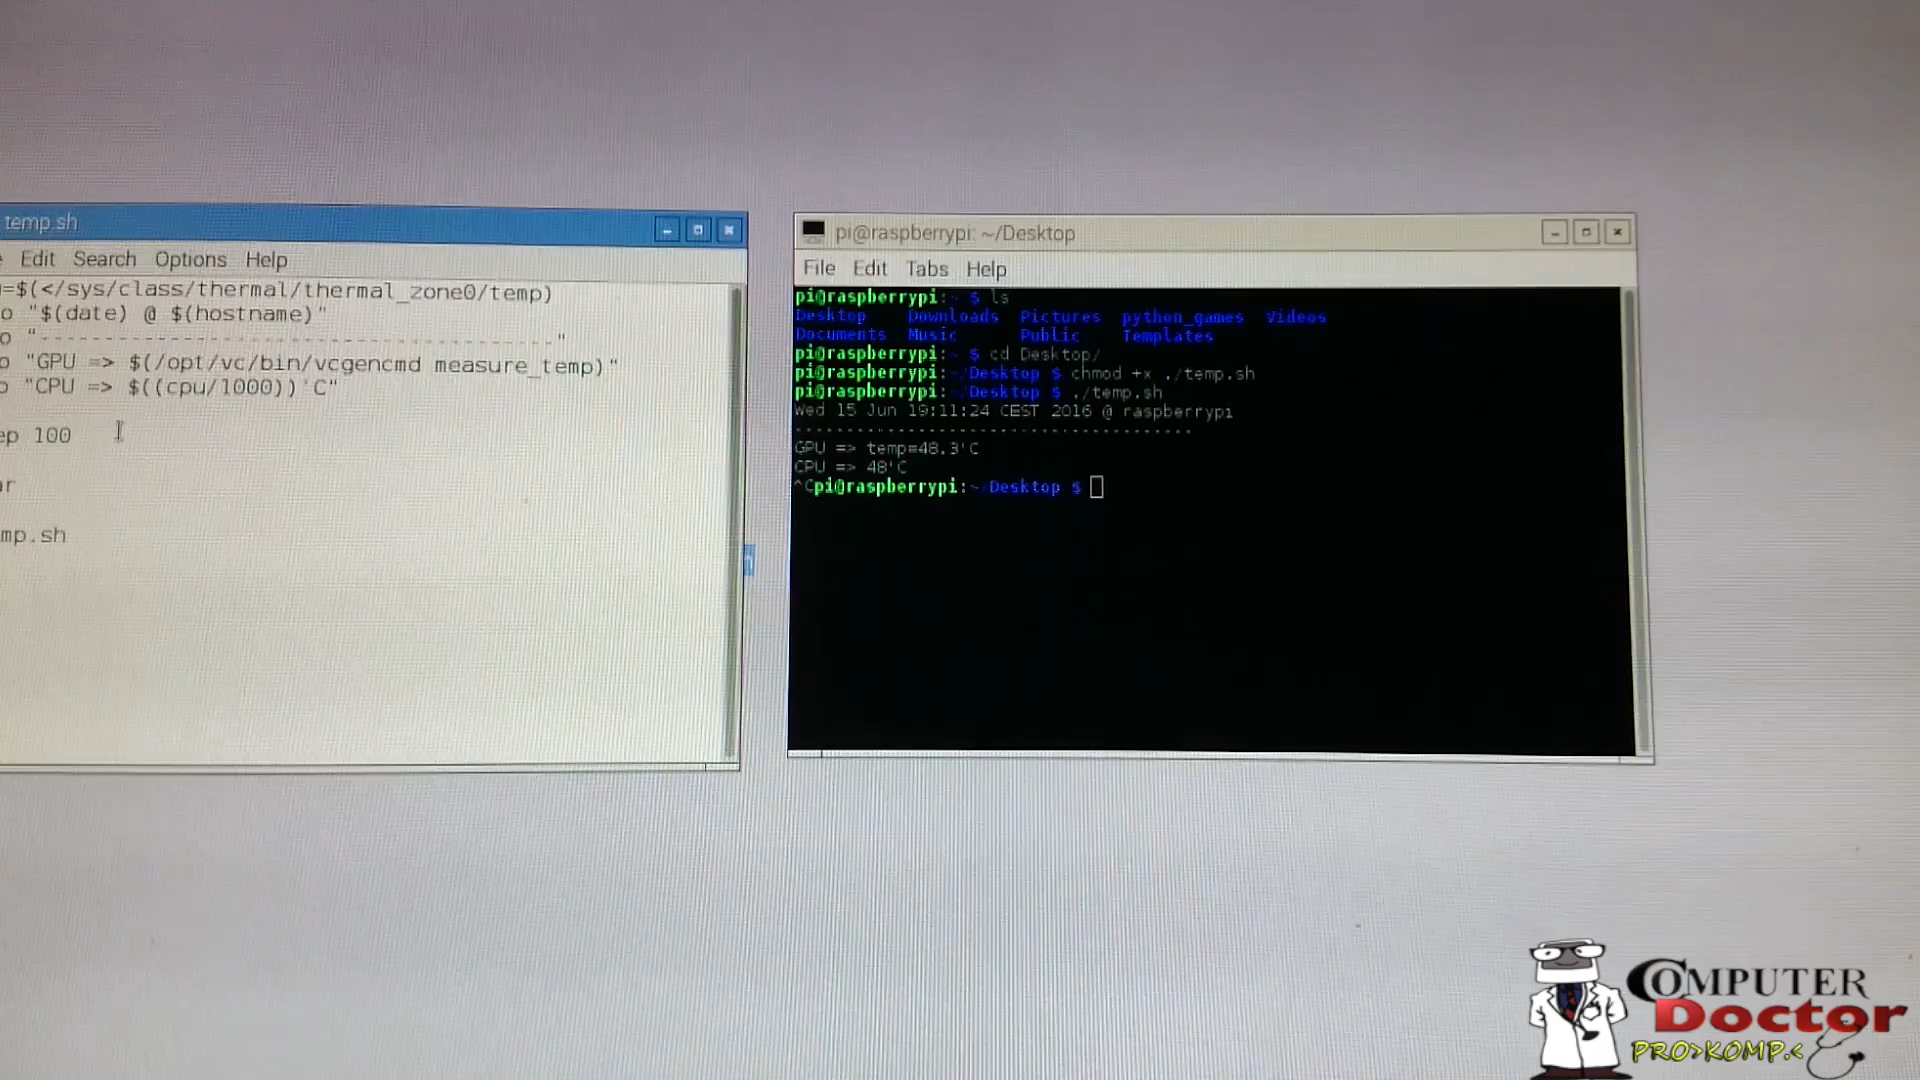 temp.sh
Edit Search Options Help
=$(</sys/class/thermal/thermal_zone0/temp)
o "$(date) @ $(hostname)"
o "--------------------------------------"
o "GPU => $(/opt/vc/bin/vcgencmd measure_temp)"
o "CPU => $((cpu/1000))'C"
ep 100
ar
mp.sh
pi@raspberrypi: ~/Desktop
File Edit Tabs Help
pi@raspberrypi:~ $ ls
Desktop Downloads Pictures python_games Videos
Documents Music Public Templates
pi@raspberrypi:~ $ cd Desktop/
pi@raspberrypi:~/Desktop $ chmod +x ./temp.sh
pi@raspberrypi:~/Desktop $ ./temp.sh
Wed 15 Jun 19:11:24 CEST 2016 @ raspberrypi
--------------------------------------
GPU => temp=48.3'C
CPU => 48'C
^Cpi@raspberrypi:~/Desktop $
COMPUTER
Doctor
PRO>KOMP.<